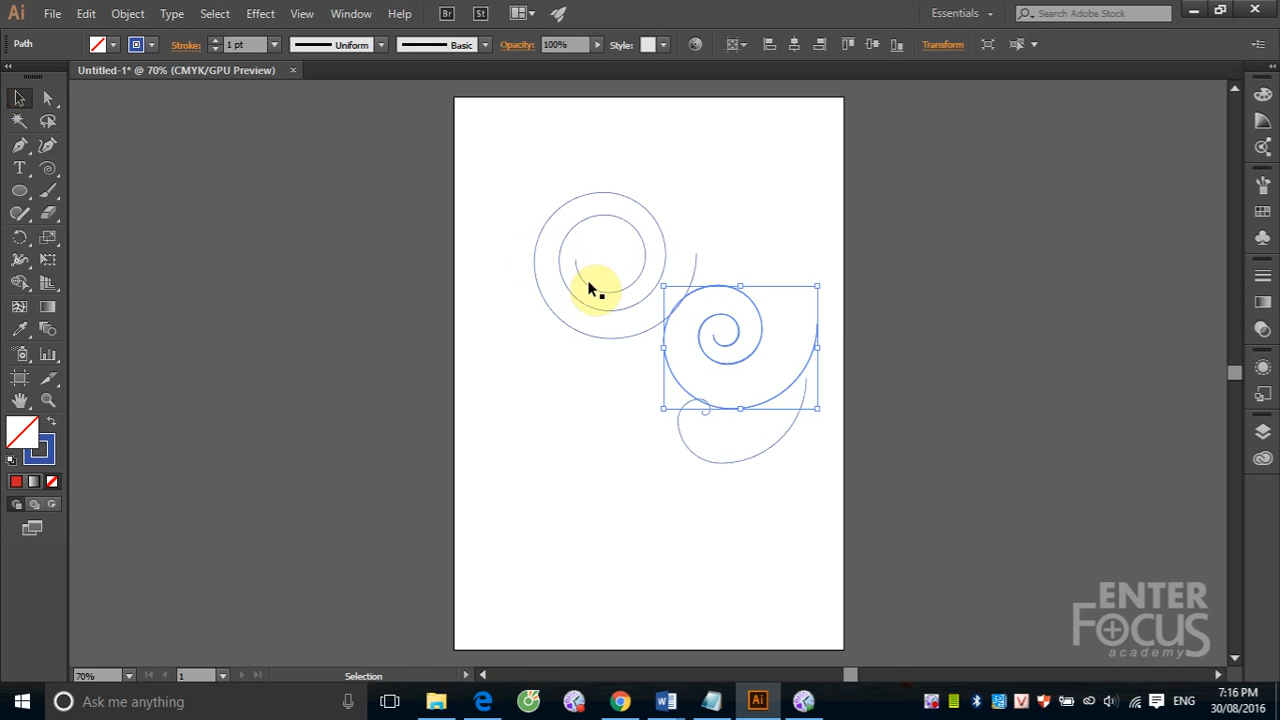 Ai File Edit Object Type Select Effect View Window Help Br St Essentials Search Adobe Stock
Path Stroke: 1 pt Uniform Basic Opacity: 100% Style: Transform
Untitled-1* @ 70% (CMYK/GPU Preview)
T
ENTER
FOCUS
academy
70% 1 Selection
Ask me anything Ai ENG 7:16 PM
30/08/2016